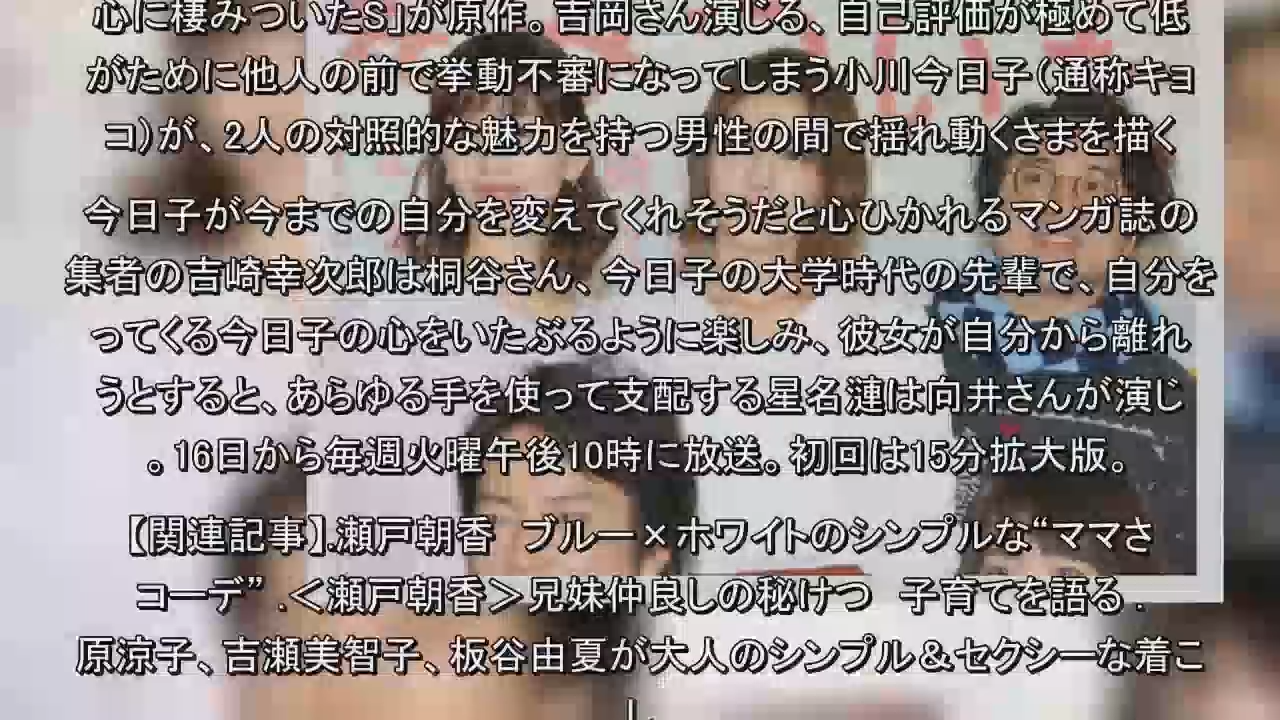 心に棲みついたS」が原作。吉岡さん演じる、自己評価が極めて低
がために他人の前で挙動不審になってしまう小川今日子（通称キョ
コ）が、2人の対照的な魅力を持つ男性の間で揺れ動くさまを描く
今日子が今までの自分を変えてくれそうだと心ひかれるマンガ誌の
集者の吉崎幸次郎は桐谷さん、今日子の大学時代の先輩で、自分を
ってくる今日子の心をいたぶるように楽しみ、彼女が自分から離れ
うとすると、あらゆる手を使って支配する星名漣は向井さんが演じ
。16日から毎週火曜午後10時に放送。初回は15分拡大版。
【関連記事】.瀬戸朝香　ブルー×ホワイトのシンプルな“ママさ
コーデ” .＜瀬戸朝香＞兄妹仲良しの秘けつ　子育てを語る .
原涼子、吉瀬美智子、板谷由夏が大人のシンプル＆セクシーな着こ